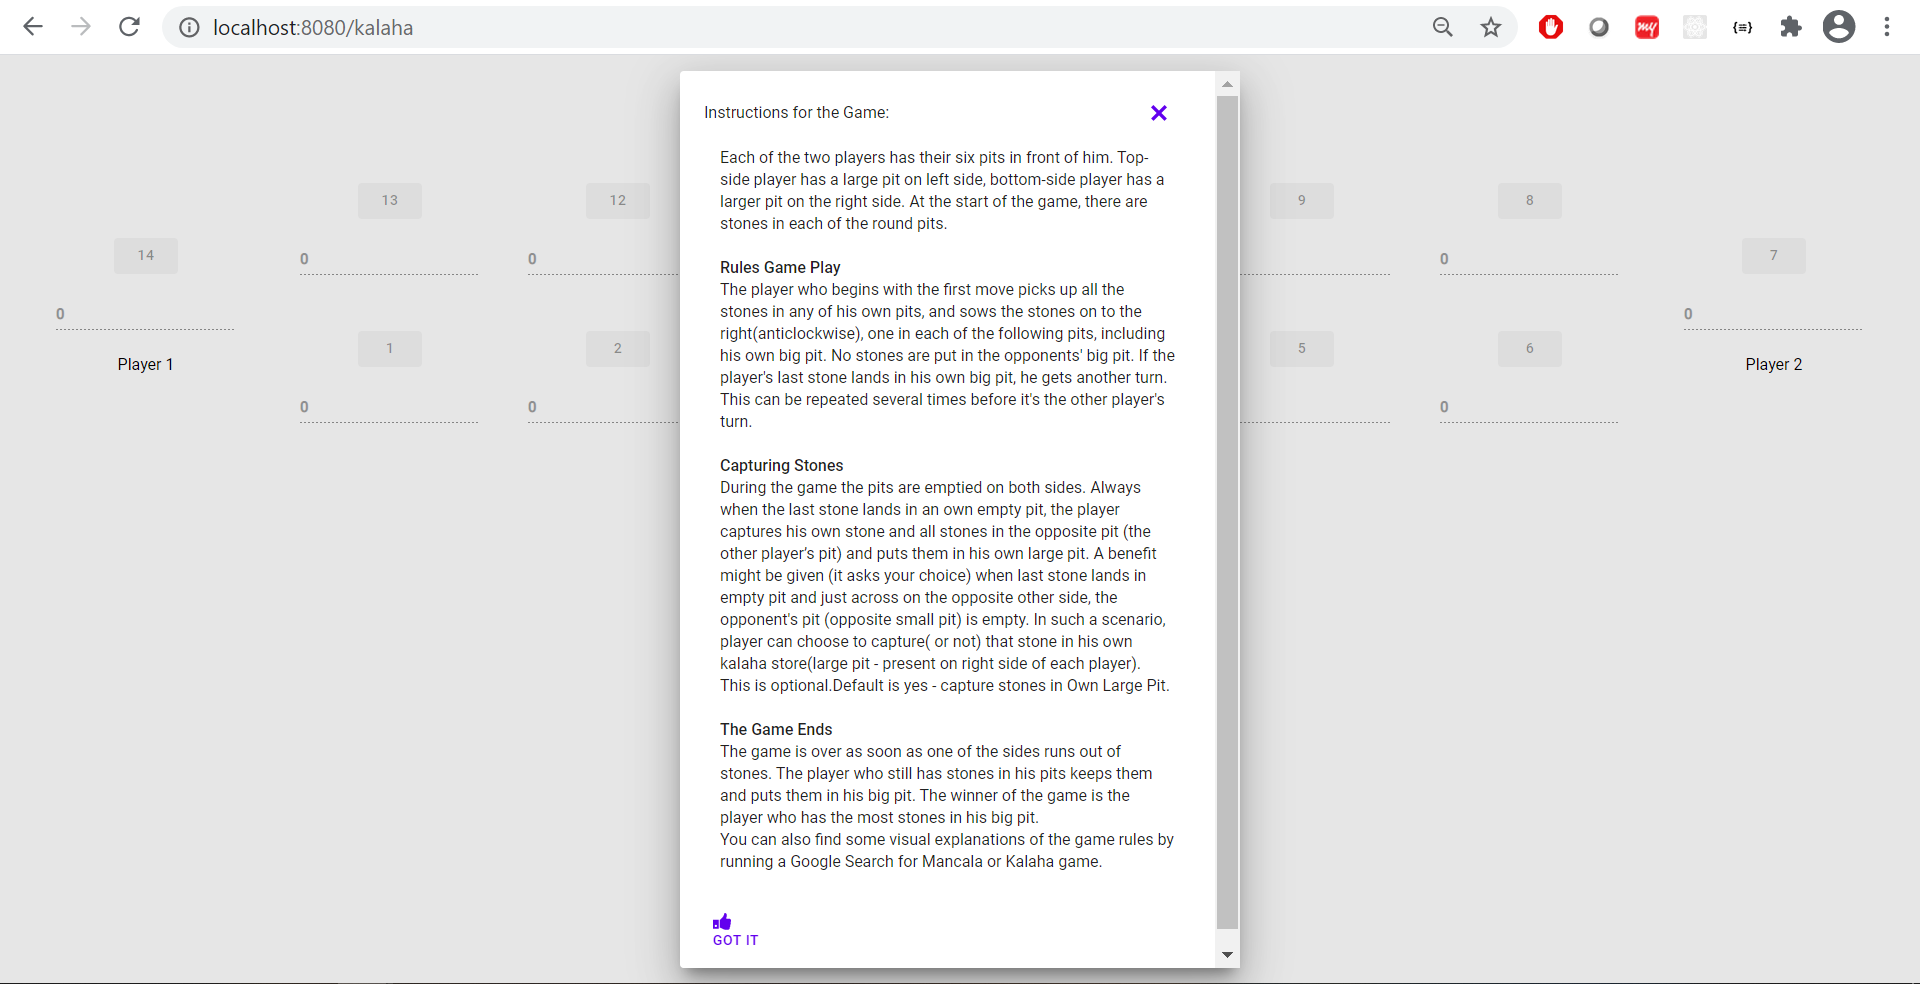 localhost:8080/kalaha
my
{≡}
Instructions for the Game:
Each of the two players has their six pits in front of him. Top-
side player has a large pit on left side, bottom-side player has a
larger pit on the right side. At the start of the game, there are
stones in each of the round pits.
Rules Game Play
The player who begins with the first move picks up all the
stones in any of his own pits, and sows the stones on to the
right(anticlockwise), one in each of the following pits, including
his own big pit. No stones are put in the opponents' big pit. If the
player's last stone lands in his own big pit, he gets another turn.
This can be repeated several times before it's the other player's
turn.
Capturing Stones
During the game the pits are emptied on both sides. Always
when the last stone lands in an own empty pit, the player
captures his own stone and all stones in the opposite pit (the
other player’s pit) and puts them in his own large pit. A benefit
might be given (it asks your choice) when last stone lands in
empty pit and just across on the opposite other side, the
opponent's pit (opposite small pit) is empty. In such a scenario,
player can choose to capture( or not) that stone in his own
kalaha store(large pit - present on right side of each player).
This is optional.Default is yes - capture stones in Own Large Pit.
The Game Ends
The game is over as soon as one of the sides runs out of
stones. The player who still has stones in his pits keeps them
and puts them in his big pit. The winner of the game is the
player who has the most stones in his big pit.
You can also find some visual explanations of the game rules by
running a Google Search for Mancala or Kalaha game.
GOT IT
13 12 9 8
14 7
0 0 0
0 0
1 2 5 6
Player 1 Player 2
0 0 0